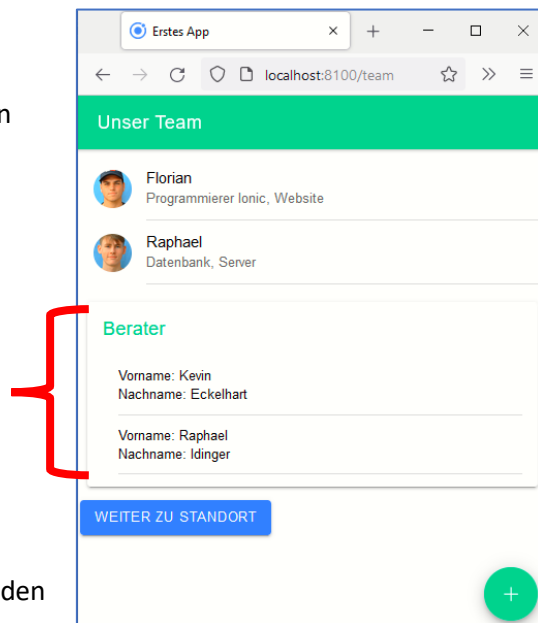 Erstes App
localhost:8100/team
n
Unser Team
Florian
Programmierer Ionic, Website
Raphael
Datenbank, Server
Berater
Vorname: Kevin
Nachname: Eckelhart
Vorname: Raphael
Nachname: Idinger
WEITER ZU STANDORT
den